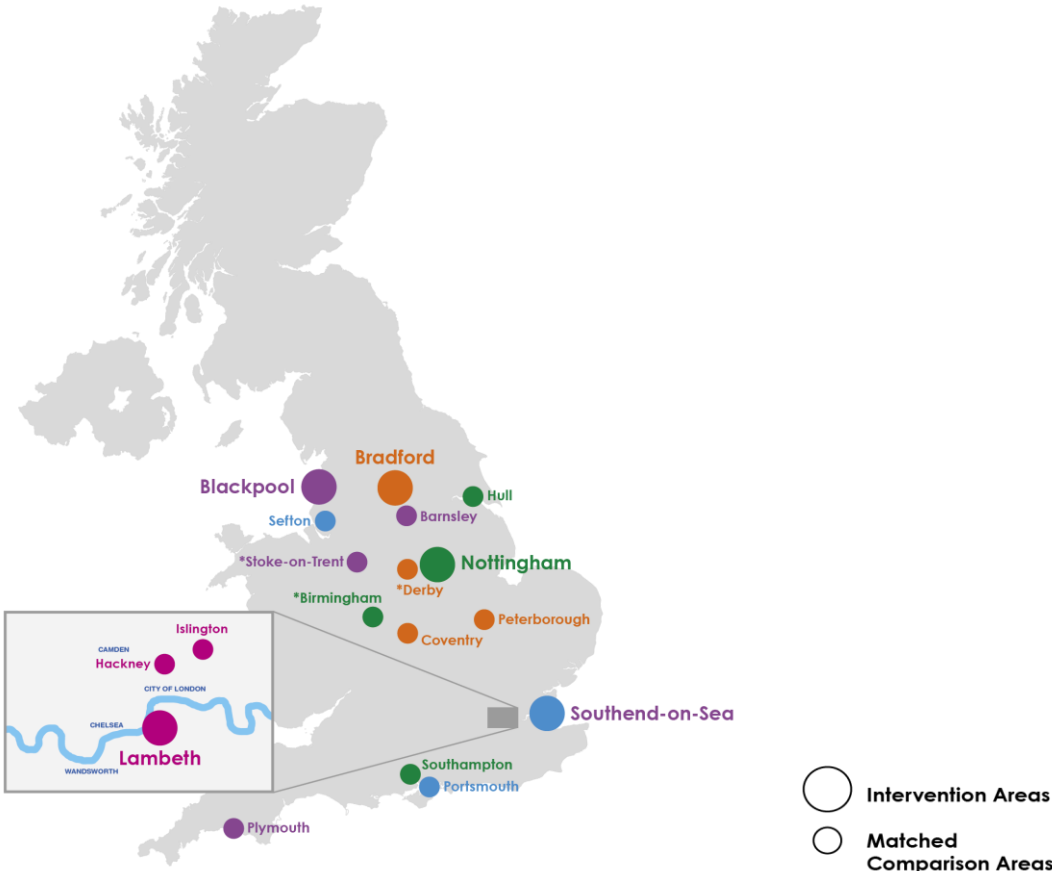 Bradford
Blackpool
Hull
Sefton
Barnsley
*Stoke-on-Trent
Nottingham
*Derby
*Birmingham
Peterborough
Coventry
Islington
CAMDEN
Hackney
CITY OF LONDON
CHELSEA
Lambeth
WANDSWORTH
Southend-on-Sea
Southampton
Portsmouth
Plymouth
Intervention Areas
Matched
Comparison Areas